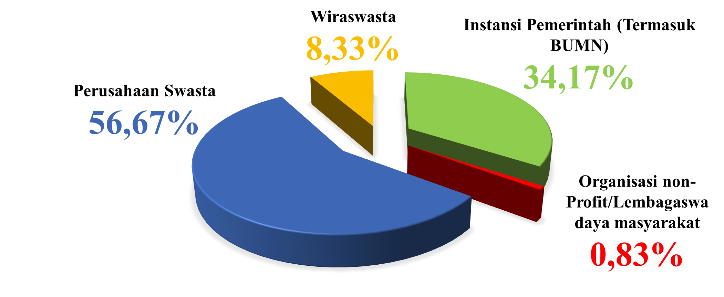 Wiraswasta
8,33%
Instansi Pemerintah (Termasuk
BUMN)
34,17%
Perusahaan Swasta
56,67%
Organisasi non-
Profit/Lembagaswa
daya masyarakat
0,83%